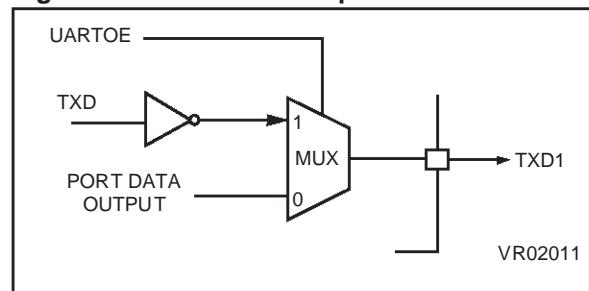 UARTOE
TXD
1
MUX
TXD1
PORT DATA
OUTPUT
0
VR02011